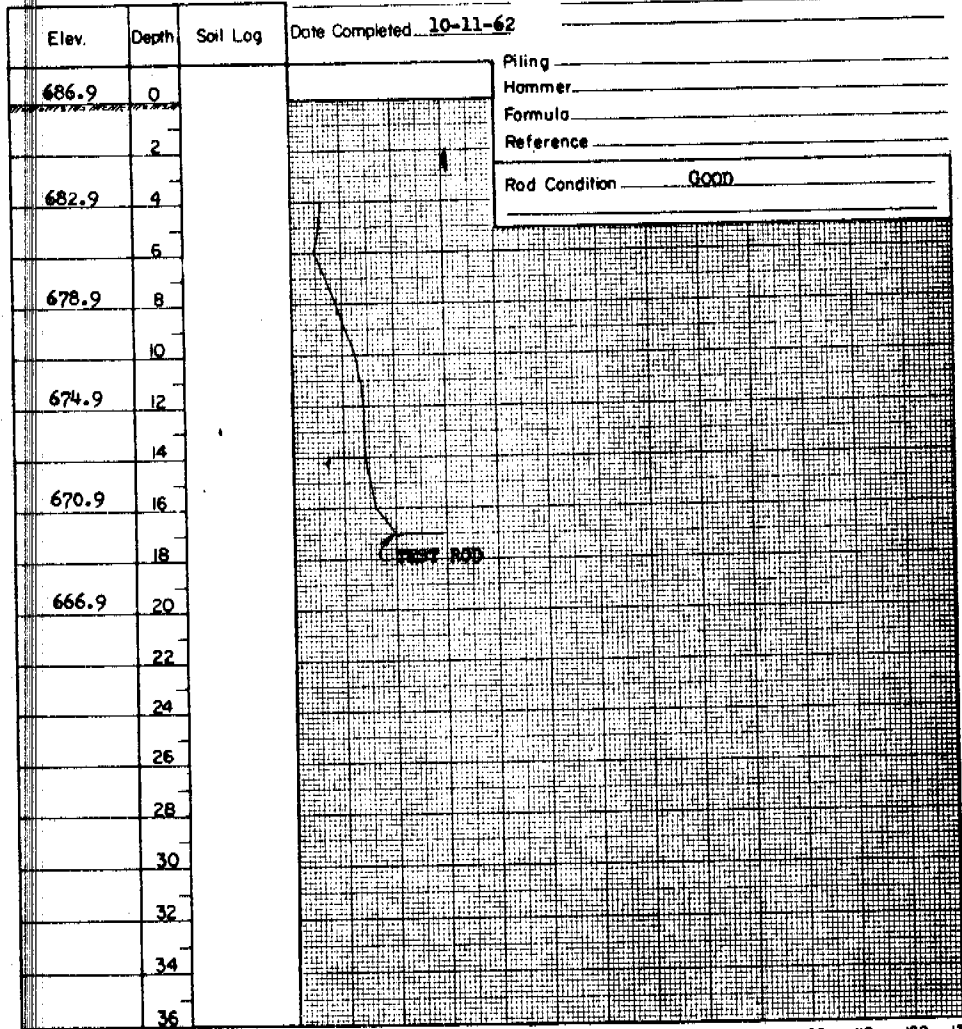 Elev. Depth Soil Log
Date Completed 10-11-62
Piling
Hammer
Formula
Reference
Rod Condition GOOD
686.9 0
2
682.9 4
6
678.9 8
10
674.9 12
14
670.9 16
TEST ROD
18
666.9 20
22
24
26
28
30
32
34
36